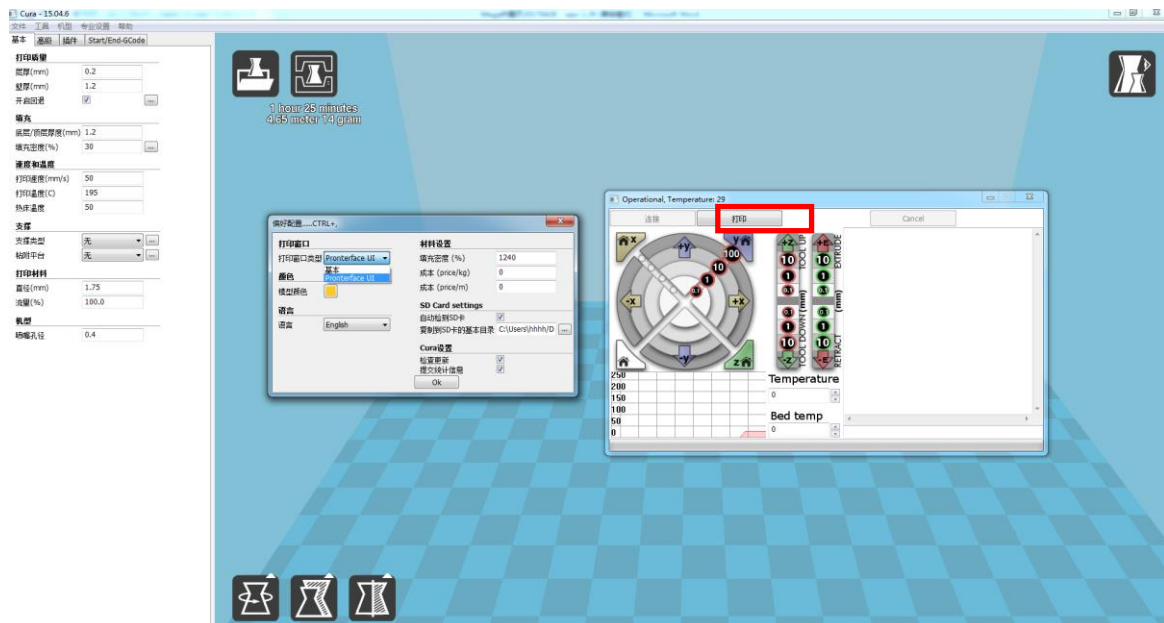 Cura - 15.04.6
文件 工具 机型 专业设置 帮助
基本 高级 插件 Start/End-GCode
打印质量
层厚(mm) 0.2
壁厚(mm) 1.2
开启回退 ...
填充
底层/顶层厚度(mm) 1.2
填充密度(%) 30 ...
速度和温度
打印速度(mm/s) 50
打印温度(C) 195
热床温度 50
支撑
支撑类型 无 ...
粘附平台 无 ...
打印材料
直径(mm) 1.75
流量(%) 100.0
机型
喷嘴孔径 0.4
1 hour 25 minutes
4.65 meter 14 gram
偏好配置.....CTRL+,
打印窗口
打印窗口类型 Pronterface UI
基本
Pronterface UI
颜色
模型颜色
语言
语言 English
材料设置
填充密度 (%) 1240
成本 (price/kg) 0
成本 (price/m) 0
SD Card settings
自动检测SD卡
复制到SD卡的基本目录 C:\Users\hhhh\D ...
Cura设置
检查更新
提交统计信息
Ok
Operational, Temperature: 29
连接 打印 Cancel
X +y y
100
10
1
0.1
-X +X
-y
z
+Z
10
1
0.1
0.1
1
10
-Z
TOOL UP
TOOL DOWN (mm)
+E
10
1
0.1
0.1
1
10
-E
EXTRUDE
RETRACT (mm)
250
200
150
100
50
0
Temperature
0
Bed temp
0